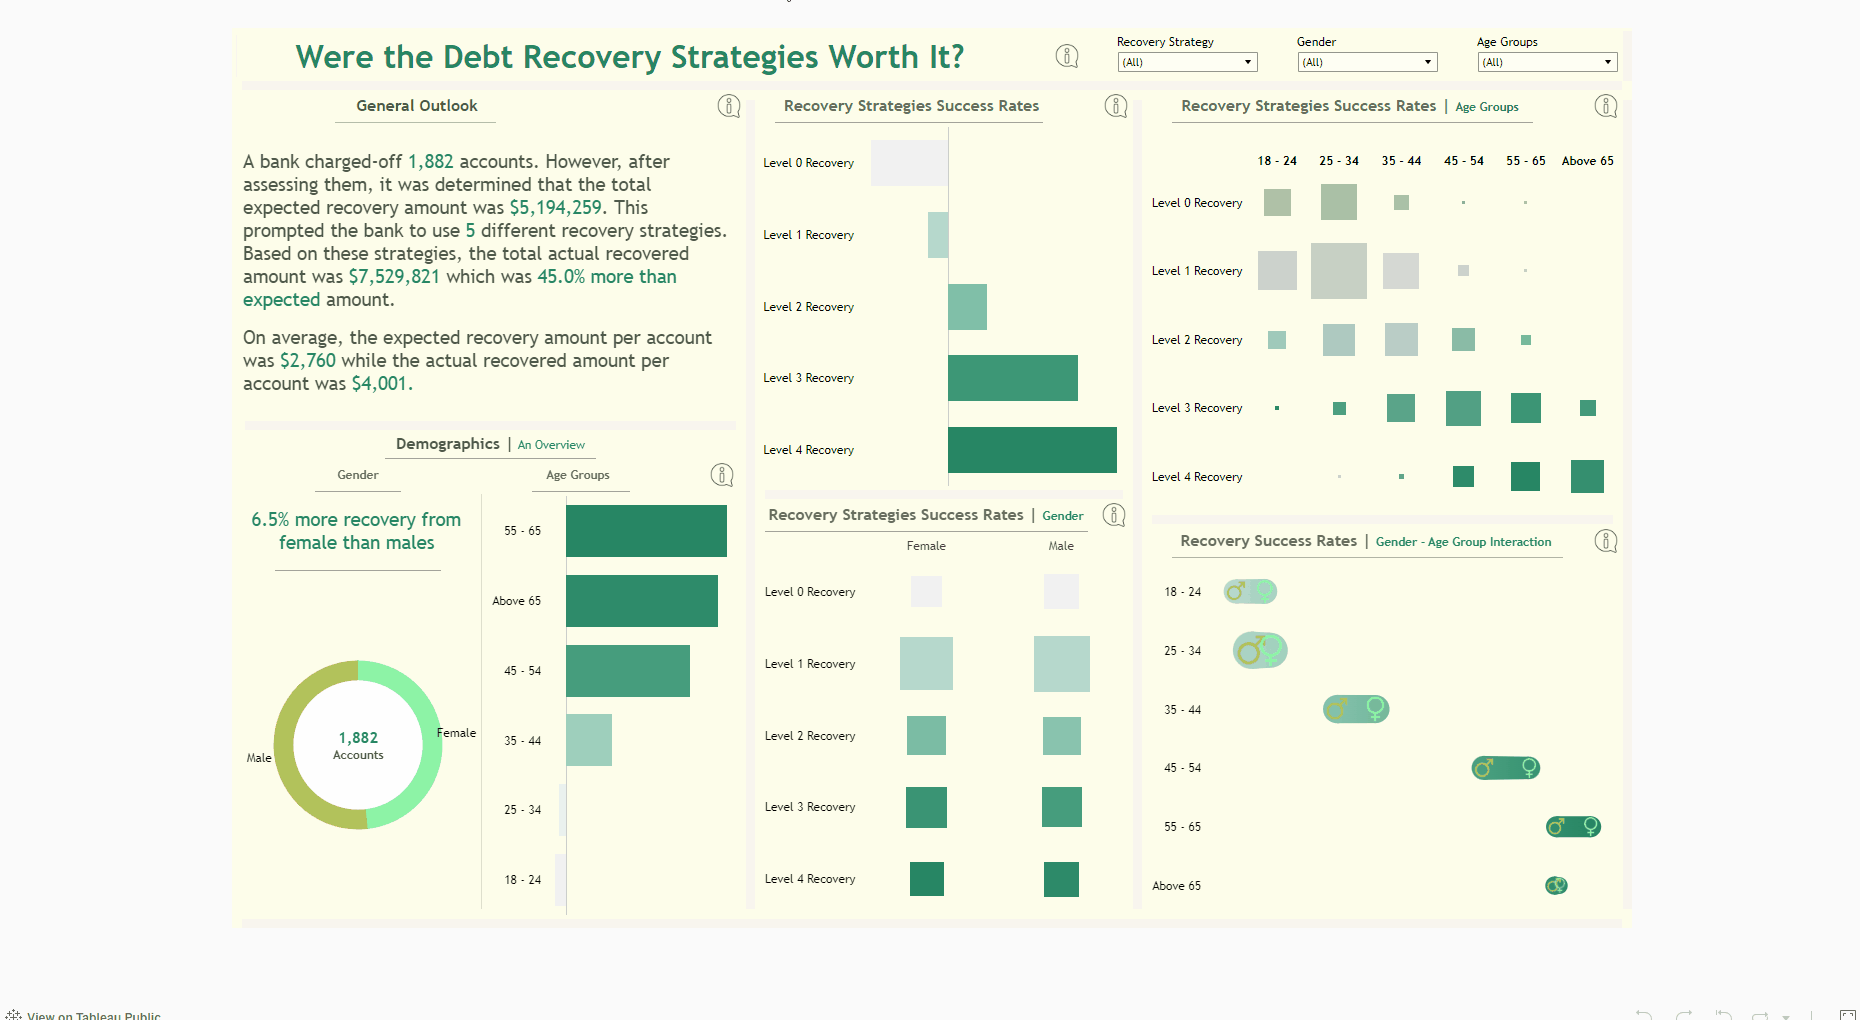 Were the Debt Recovery Strategies Worth It?
Recovery Strategy
(All)
Gender
(All)
Age Groups
(All)
General Outlook
A bank charged-off 1,882 accounts. However, after
assessing them, it was determined that the total
expected recovery amount was $5,194,259. This
prompted the bank to use 5 different recovery strategies.
Based on these strategies, the total actual recovered
amount was $7,529,821 which was 45.0% more than
expected amount.
On average, the expected recovery amount per account
was $2,760 while the actual recovered amount per
account was $4,001.
Demographics | An Overview
Gender
6.5% more recovery from
female than males
1,882
Accounts
Female
Male
Age Groups
55 - 65
Above 65
45 - 54
35 - 44
25 - 34
18 - 24
Recovery Strategies Success Rates
Level 0 Recovery
Level 1 Recovery
Level 2 Recovery
Level 3 Recovery
Level 4 Recovery
Recovery Strategies Success Rates | Gender
Female Male
Level 0 Recovery
Level 1 Recovery
Level 2 Recovery
Level 3 Recovery
Level 4 Recovery
Recovery Strategies Success Rates | Age Groups
18 - 24 25 - 34 35 - 44 45 - 54 55 - 65 Above 65
Level 0 Recovery
Level 1 Recovery
Level 2 Recovery
Level 3 Recovery
Level 4 Recovery
Recovery Success Rates | Gender - Age Group Interaction
18 - 24
25 - 34
35 - 44
45 - 54
55 - 65
Above 65
View on Tableau Public